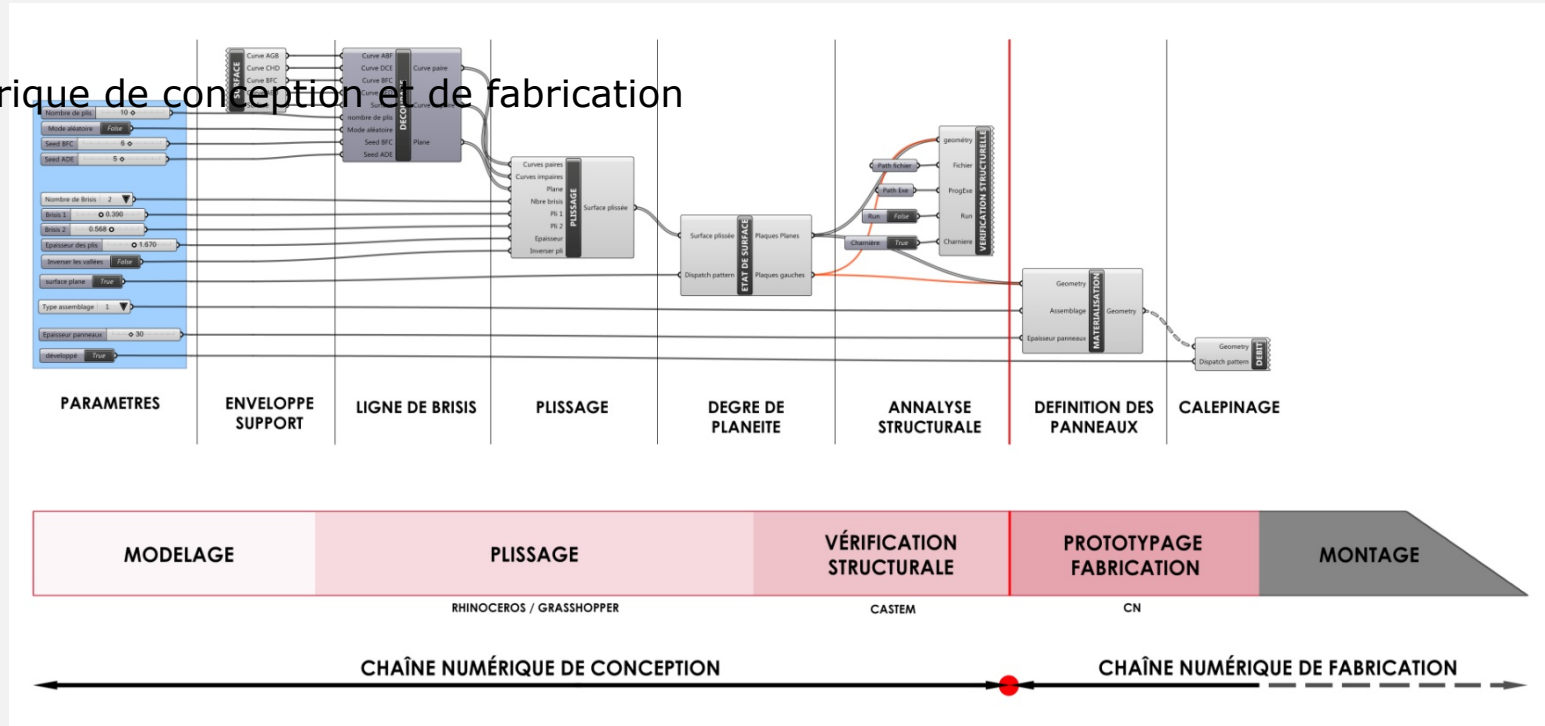 rique de conception et de fabrication
SURFACE
Curve AGB
Curve CHD
Curve BFC
Curve ABF
Curve DCE
Curve BFC
nombre de plis
Mode aléatoire
Seed BFC
Seed ADE
Curve paire
Plane
Nombre de plis 10
Mode aléatoire False
Seed BFC 6
Seed ADE 5
Nombre de Brisis 2
Brisis 1 0.390
Brisis 2 0.568
Epaisseur des plis 1.670
Inverser les vallées False
surface plane True
Type assemblage 1
Epaisseur panneaux 30
développé True
Curves paires
Curves impaires
Plane
Nbre brisis
Pli 1
Pli 2
Epaisseur
Inverser pli
PLISSAGE
Surface plissée
Surface plissée
Dispatch pattern
ETAT DE SURFACE
Plaques Planes
Plaques gauches
Path fichier
Path Exe
Run False
Charnière True
geométry
Fichier
ProgExe
Run
Charniere
VERIFICATION STRUCTURELLE
Geometry
Assemblage
Epaisseur panneaux
MATERIALISATION
Geometry
Geometry
Dispatch pattern
DEBIT
PARAMETRES
ENVELOPPE
SUPPORT
LIGNE DE BRISIS
PLISSAGE
DEGRE DE
PLANEITE
ANNALYSE
STRUCTURALE
DEFINITION DES
PANNEAUX
CALEPINAGE
MODELAGE
PLISSAGE
VÉRIFICATION
STRUCTURALE
PROTOTYPAGE
FABRICATION
MONTAGE
RHINOCEROS / GRASSHOPPER
CASTEM
CN
CHAÎNE NUMÉRIQUE DE CONCEPTION
CHAÎNE NUMÉRIQUE DE FABRICATION